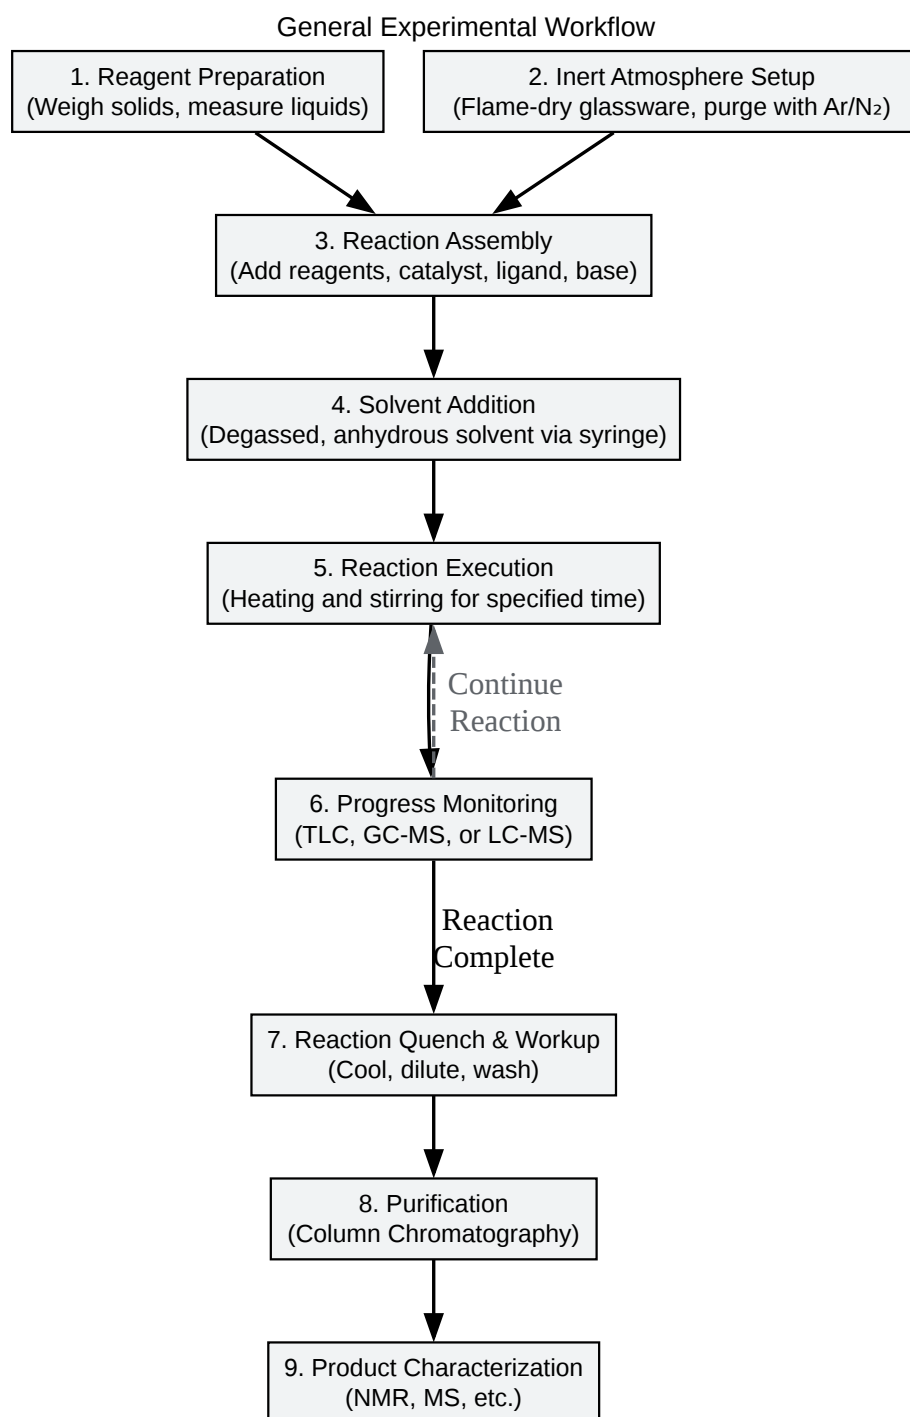 General Experimental Workflow
1. Reagent Preparation
(Weigh solids, measure liquids)
2. Inert Atmosphere Setup
(Flame-dry glassware, purge with Ar/N₂)
3. Reaction Assembly
(Add reagents, catalyst, ligand, base)
4. Solvent Addition
(Degassed, anhydrous solvent via syringe)
5. Reaction Execution
(Heating and stirring for specified time)
Continue
Reaction
6. Progress Monitoring
(TLC, GC-MS, or LC-MS)
Reaction
Complete
7. Reaction Quench & Workup
(Cool, dilute, wash)
8. Purification
(Column Chromatography)
9. Product Characterization
(NMR, MS, etc.)